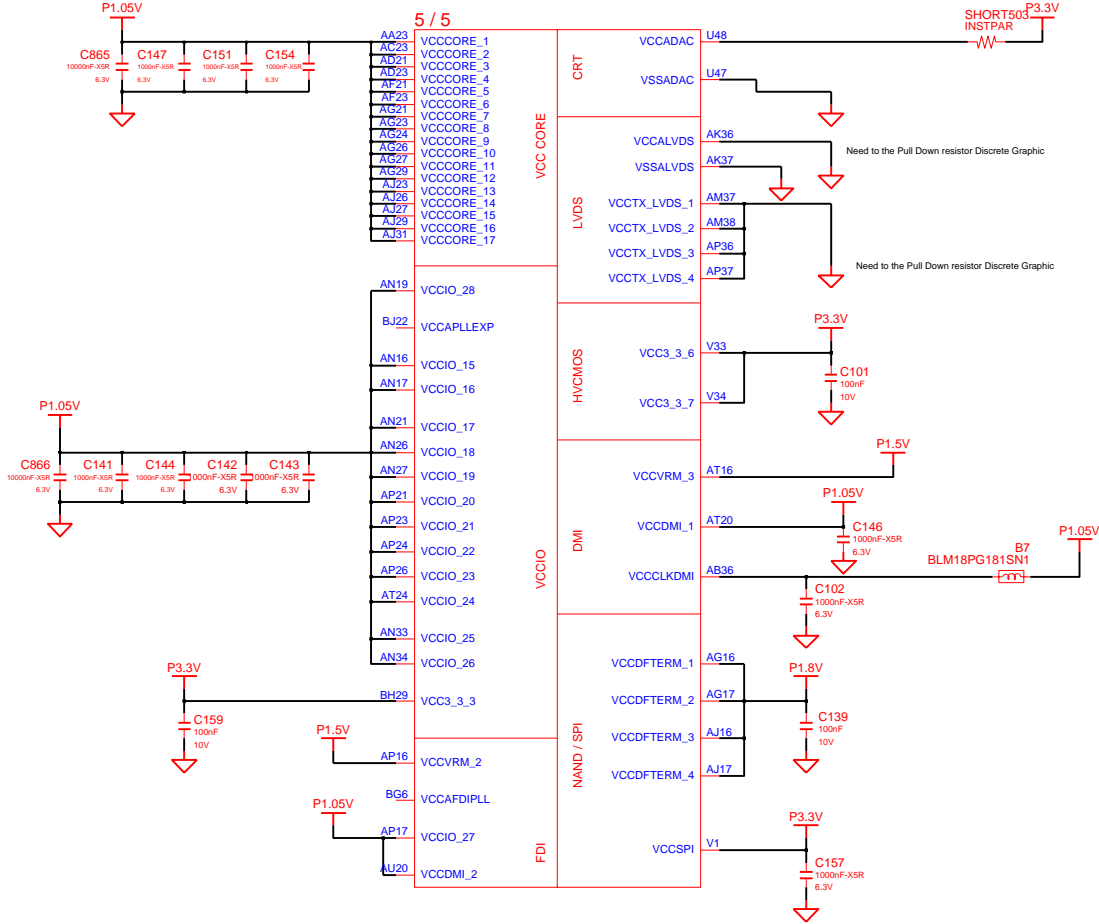 5 / 5
P1.05V
C865
10000nF-X5R
6.3V
C147
1000nF-X5R
6.3V
C151
1000nF-X5R
6.3V
C154
1000nF-X5R
6.3V
AA23 VCCCORE_1
AC23 VCCCORE_2
AD21 VCCCORE_3
AD23 VCCCORE_4
AF21 VCCCORE_5
AF23 VCCCORE_6
AG21 VCCCORE_7
AG23 VCCCORE_8
AG24 VCCCORE_9
AG26 VCCCORE_10
AG27 VCCCORE_11
AG29 VCCCORE_12
AJ23 VCCCORE_13
AJ26 VCCCORE_14
AJ27 VCCCORE_15
AJ29 VCCCORE_16
AJ31 VCCCORE_17
VCC CORE
AN19 VCCIO_28
BJ22 VCCAPLLEXP
AN16 VCCIO_15
AN17 VCCIO_16
AN21 VCCIO_17
AN26 VCCIO_18
AN27 VCCIO_19
AP21 VCCIO_20
AP23 VCCIO_21
AP24 VCCIO_22
AP26 VCCIO_23
AT24 VCCIO_24
AN33 VCCIO_25
AN34 VCCIO_26
BH29 VCC3_3_3
VCCIO
P1.05V
C866
10000nF-X5R
6.3V
C141
1000nF-X5R
6.3V
C144
1000nF-X5R
6.3V
C142
1000nF-X5R
6.3V
C143
1000nF-X5R
6.3V
P3.3V
C159
100nF
10V
P1.5V
AP16 VCCVRM_2
BG6 VCCAFDIPLL
P1.05V
AP17 VCCIO_27
AU20 VCCDMI_2
FDI
CRT
VCCADAC U48
VSSADAC U47
SHORT503
INSTPAR
P3.3V
LVDS
VCCALVDS AK36
VSSALVDS AK37
VCCTX_LVDS_1 AM37
VCCTX_LVDS_2 AM38
VCCTX_LVDS_3 AP36
VCCTX_LVDS_4 AP37
Need to the Pull Down resistor Discrete Graphic
Need to the Pull Down resistor Discrete Graphic
HVCMOS
VCC3_3_6 V33
VCC3_3_7 V34
P3.3V
C101
100nF
10V
DMI
VCCVRM_3 AT16
P1.5V
VCCDMI_1 AT20
P1.05V
C146
1000nF-X5R
6.3V
VCCCLKDMI AB36
B7
BLM18PG181SN1
P1.05V
C102
1000nF-X5R
6.3V
NAND / SPI
VCCDFTERM_1 AG16
VCCDFTERM_2 AG17
VCCDFTERM_3 AJ16
VCCDFTERM_4 AJ17
P1.8V
C139
100nF
10V
VCCSPI V1
P3.3V
C157
1000nF-X5R
6.3V